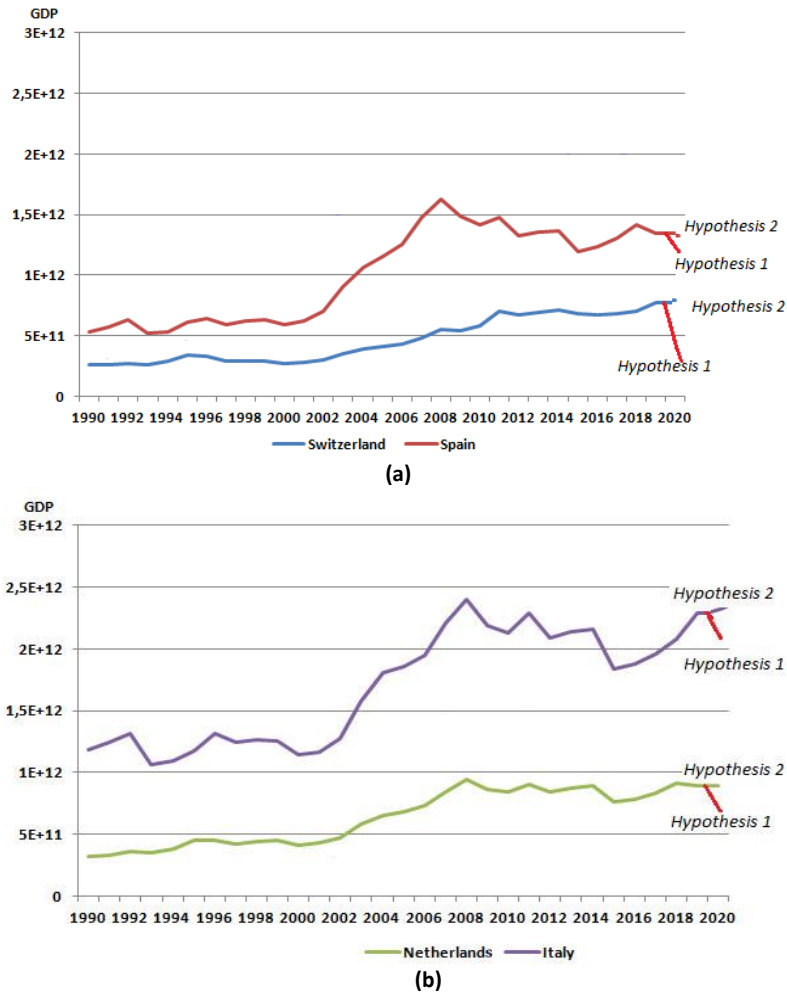 GDP
3E+12
2,5E+12
2E+12
1,5E+12
1E+12
5E+11
0
Hypothesis 2
Hypothesis 1
Hypothesis 2
Hypothesis 1
1990 1992 1994 1996 1998 2000 2002 2004 2006 2008 2010 2012 2014 2016 2018 2020
Switzerland Spain
(a)
GDP
3E+12
2,5E+12
2E+12
1,5E+12
1E+12
5E+11
0
Hypothesis 2
Hypothesis 1
Hypothesis 2
Hypothesis 1
1990 1992 1994 1996 1998 2000 2002 2004 2006 2008 2010 2012 2014 2016 2018 2020
Netherlands Italy
(b)